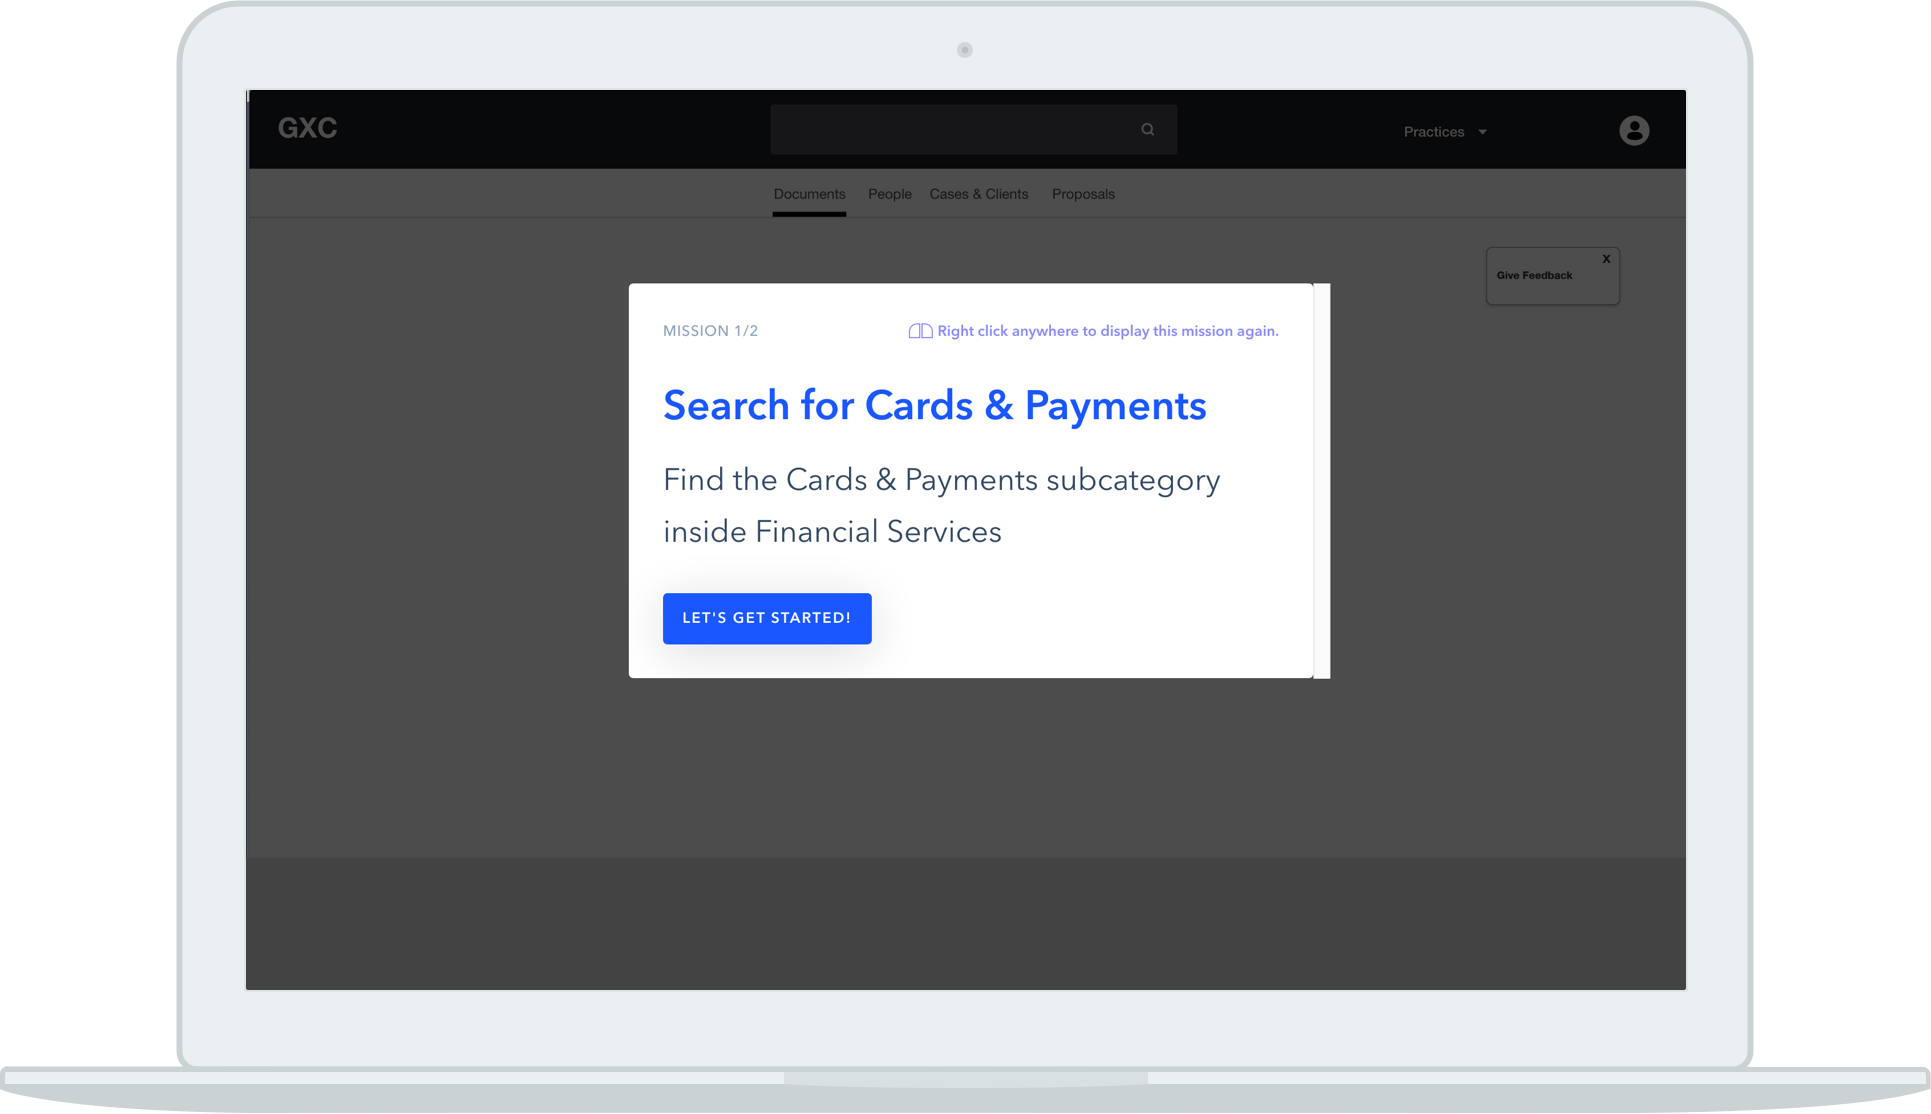 GXC
Practices
Documents People Cases & Clients Proposals
X
Give Feedback
MISSION 1/2
Right click anywhere to display this mission again.
Search for Cards & Payments
Find the Cards & Payments subcategory
inside Financial Services
LET'S GET STARTED!